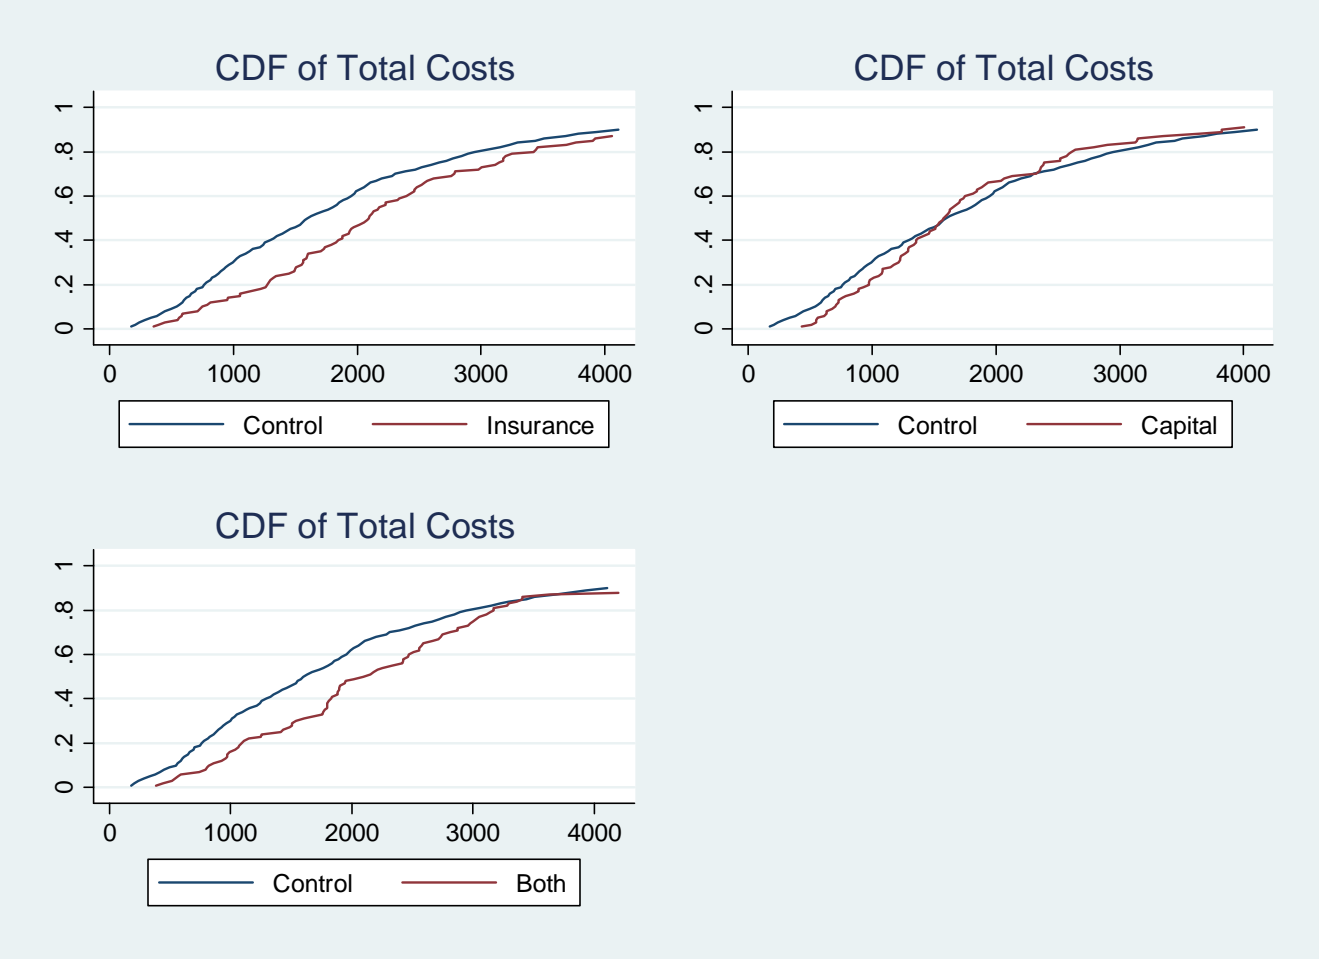 CDF of Total Costs
1
.8
.6
.4
.2
0
0 1000 2000 3000 4000
Control Insurance
CDF of Total Costs
1
.8
.6
.4
.2
0
0 1000 2000 3000 4000
Control Capital
CDF of Total Costs
1
.8
.6
.4
.2
0
0 1000 2000 3000 4000
Control Both